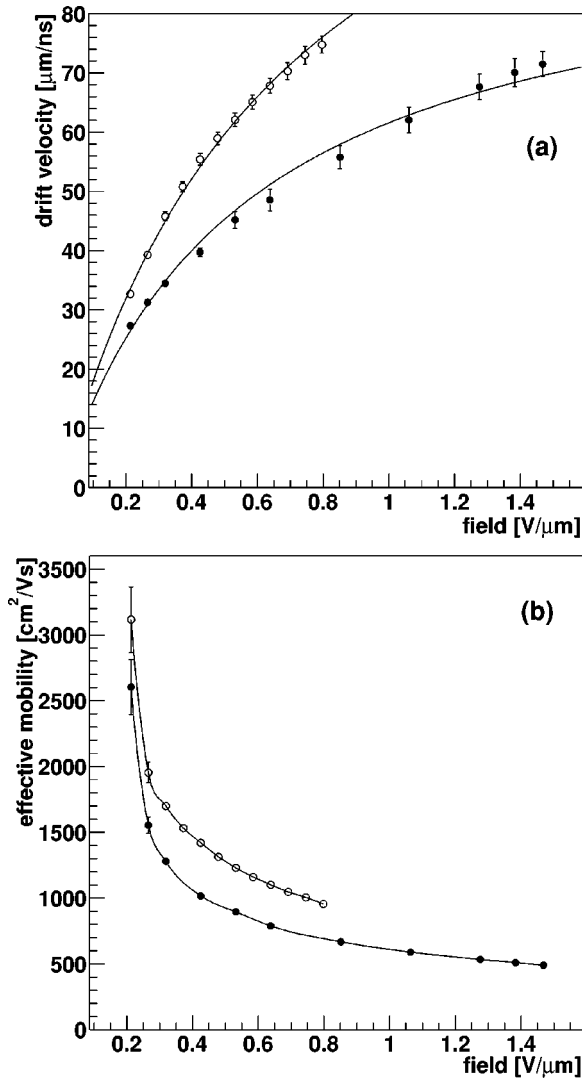 drift velocity [μm/ns]
80
70
60
50
40
30
20
10
0
(a)
0.2 0.4 0.6 0.8 1 1.2 1.4
field [V/μm]
effective mobility [cm²/Vs]
3500
3000
2500
2000
1500
1000
500
0
(b)
0.2 0.4 0.6 0.8 1 1.2 1.4
field [V/μm]